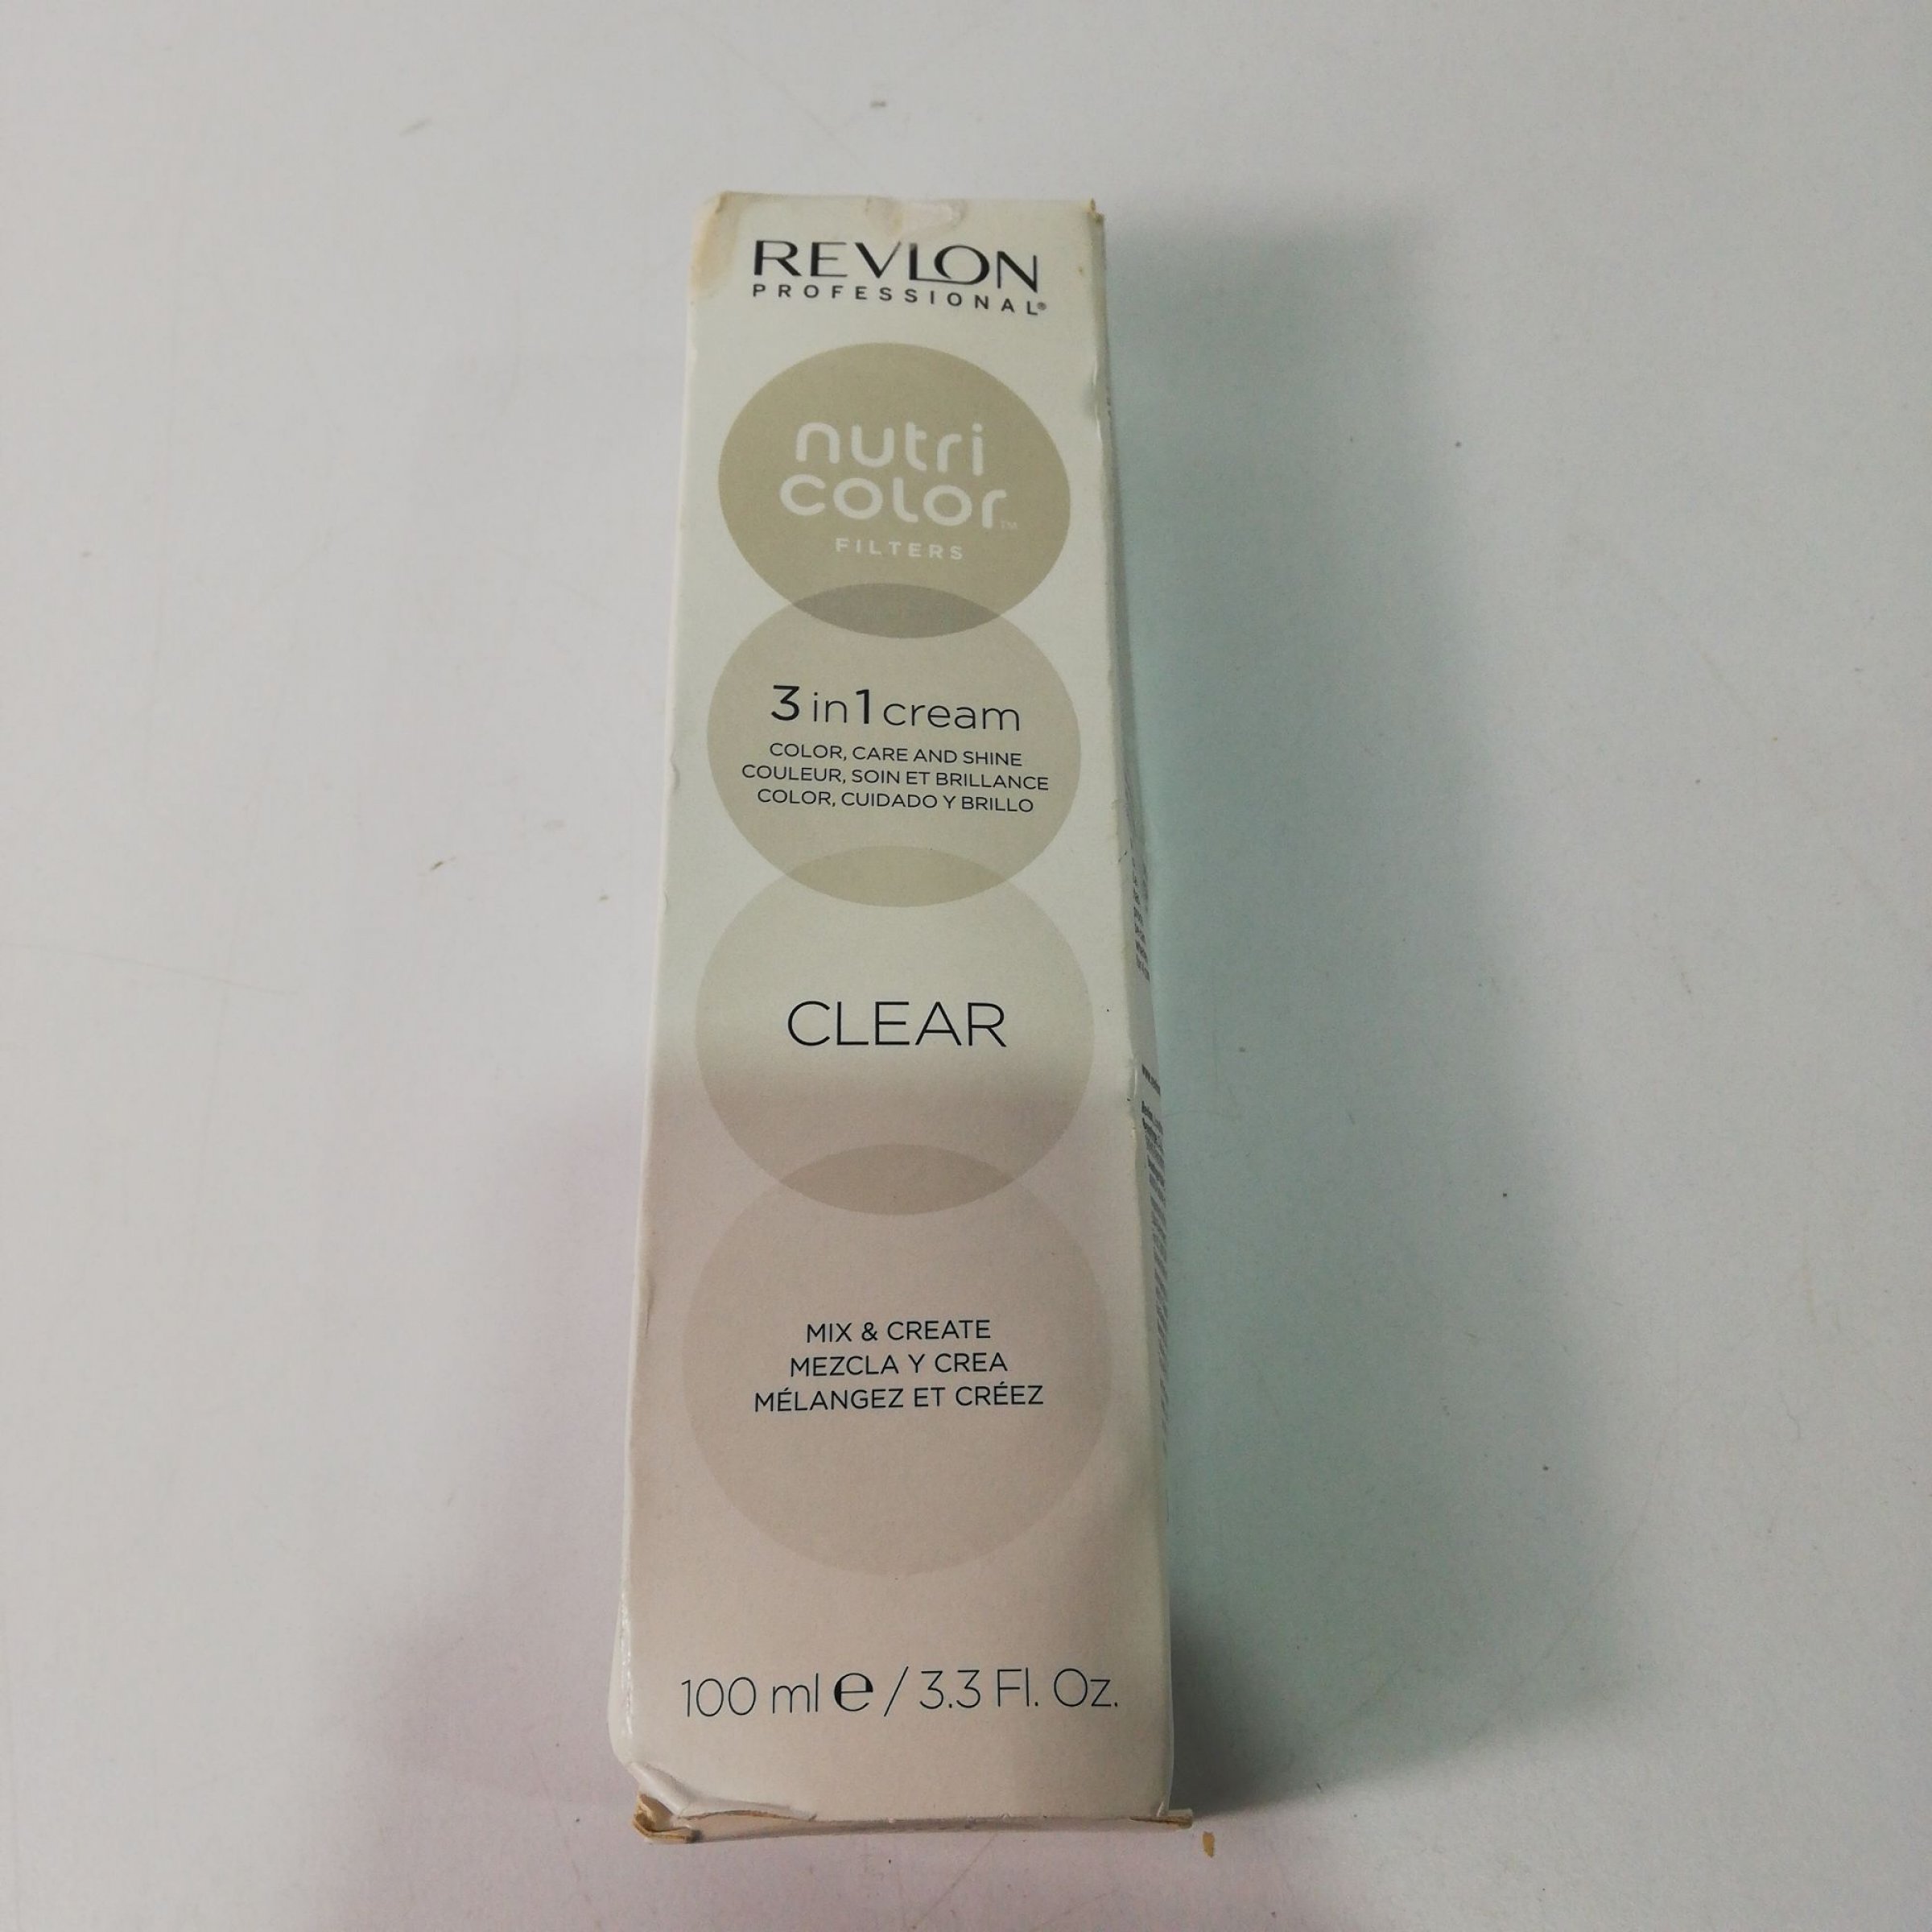 REVLON
PROFESSIONAL®
nutri
color™
FILTERS
3 in 1 cream
COLOR, CARE AND SHINE
COULEUR, SOIN ET BRILLANCE
COLOR, CUIDADO Y BRILLO
CLEAR
MIX & CREATE
MEZCLA Y CREA
MÉLANGEZ ET CRÉEZ
100 ml e / 3.3 Fl. Oz.